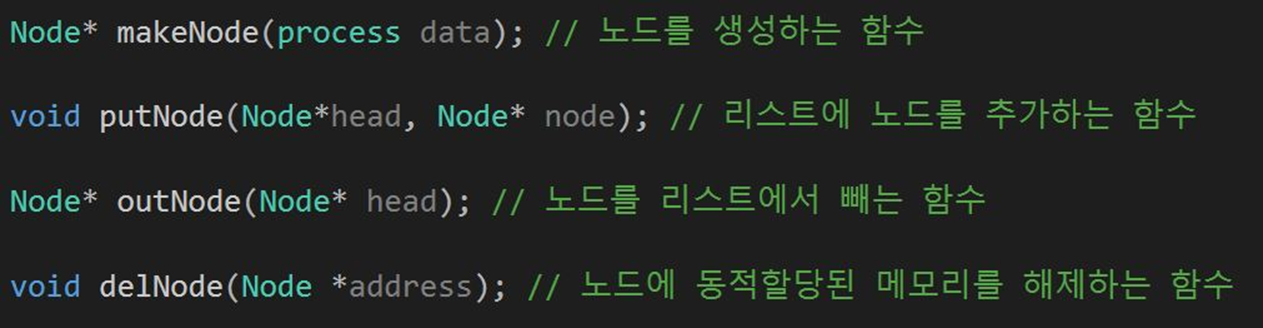 Node* makeNode(process data); // 노드를 생성하는 함수
void putNode(Node*head, Node* node); // 리스트에 노드를 추가하는 함수
Node* outNode(Node* head); // 노드를 리스트에서 빼는 함수
void delNode(Node *address); // 노드에 동적할당된 메모리를 해제하는 함수